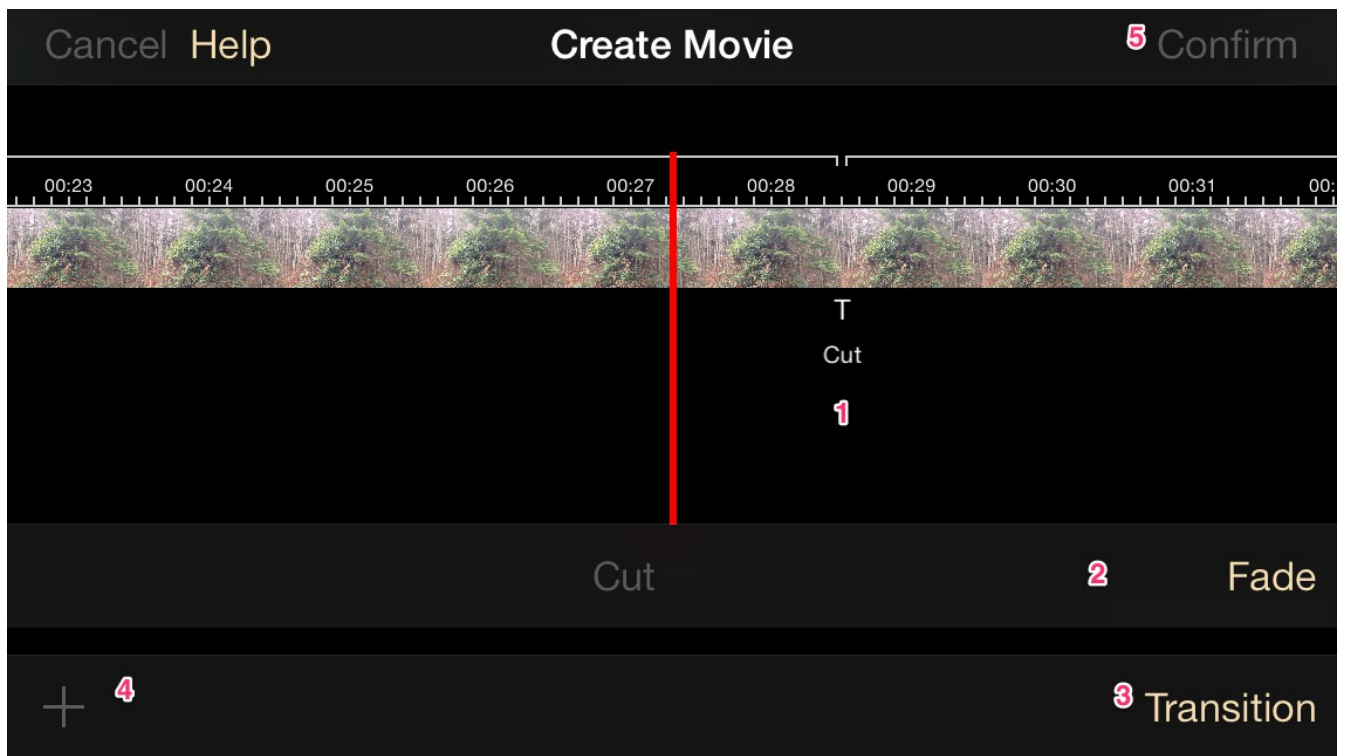 Cancel Help Create Movie 5 Confirm
00:23 00:24 00:25 00:26 00:27 00:28 00:29 00:30 00:31 00:
T
Cut
1
Cut 2 Fade
4 3 Transition